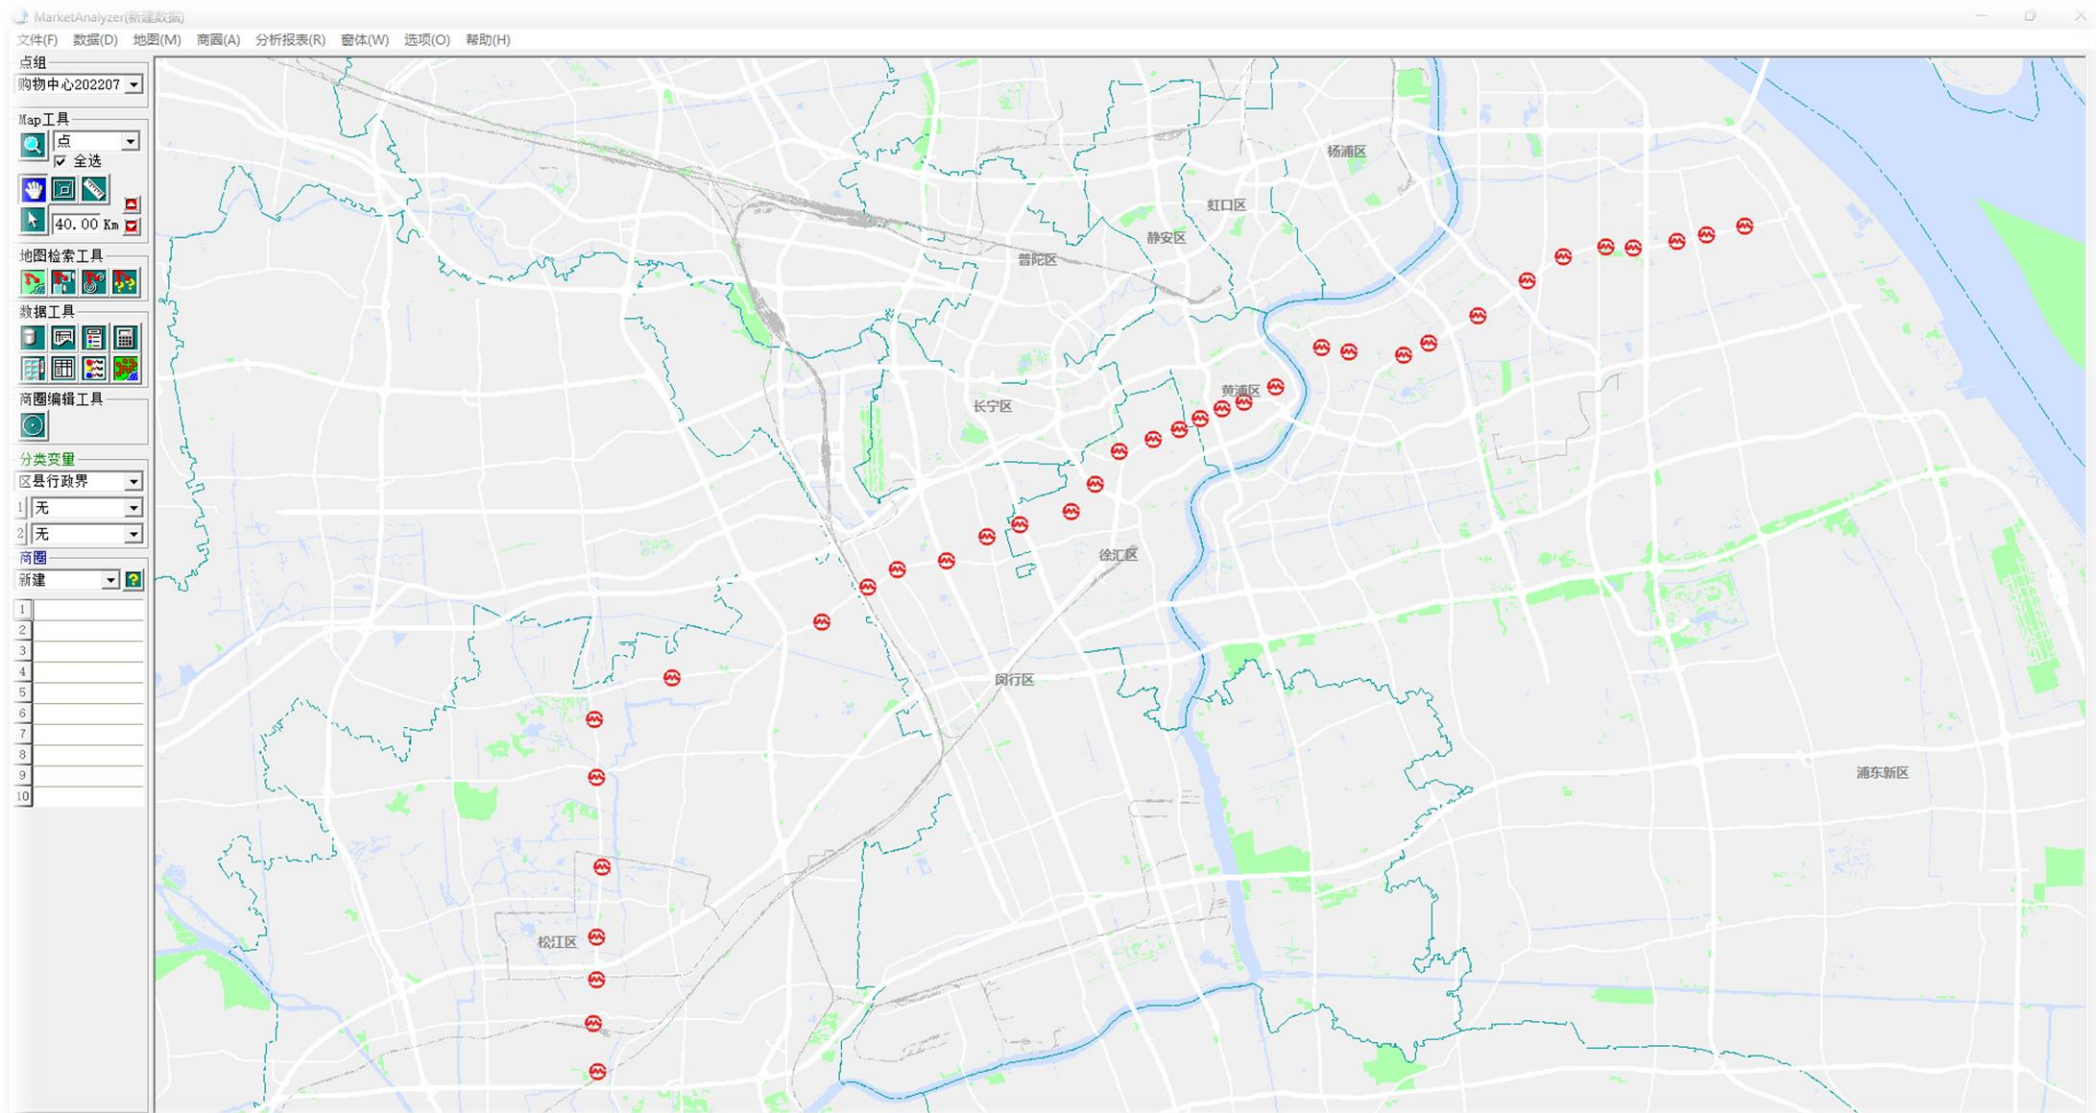 MarketAnalyzer(新建数据)
文件(F) 数据(D) 地图(M) 商圈(A) 分析报表(R) 窗体(W) 选项(O) 帮助(H)
点组
购物中心202207
Map工具
点
全选
40.00 Km
地图检索工具
数据工具
商圈编辑工具
分类变量
区县行政界
1 无
2 无
商圈
新建
1
2
3
4
5
6
7
8
9
10
杨浦区
虹口区
静安区
普陀区
黄浦区
长宁区
徐汇区
闵行区
浦东新区
松江区